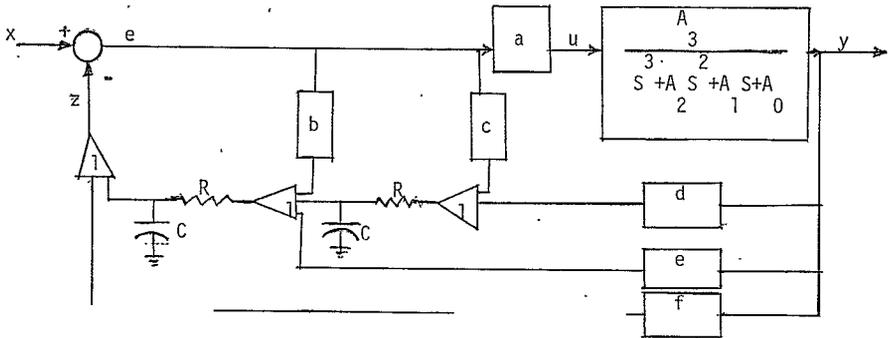 x + e a u A y
3
3 2
S +A S +A S+A
2 1 0
-
z
b c
1 R 1 R 1 d
C C
e
f